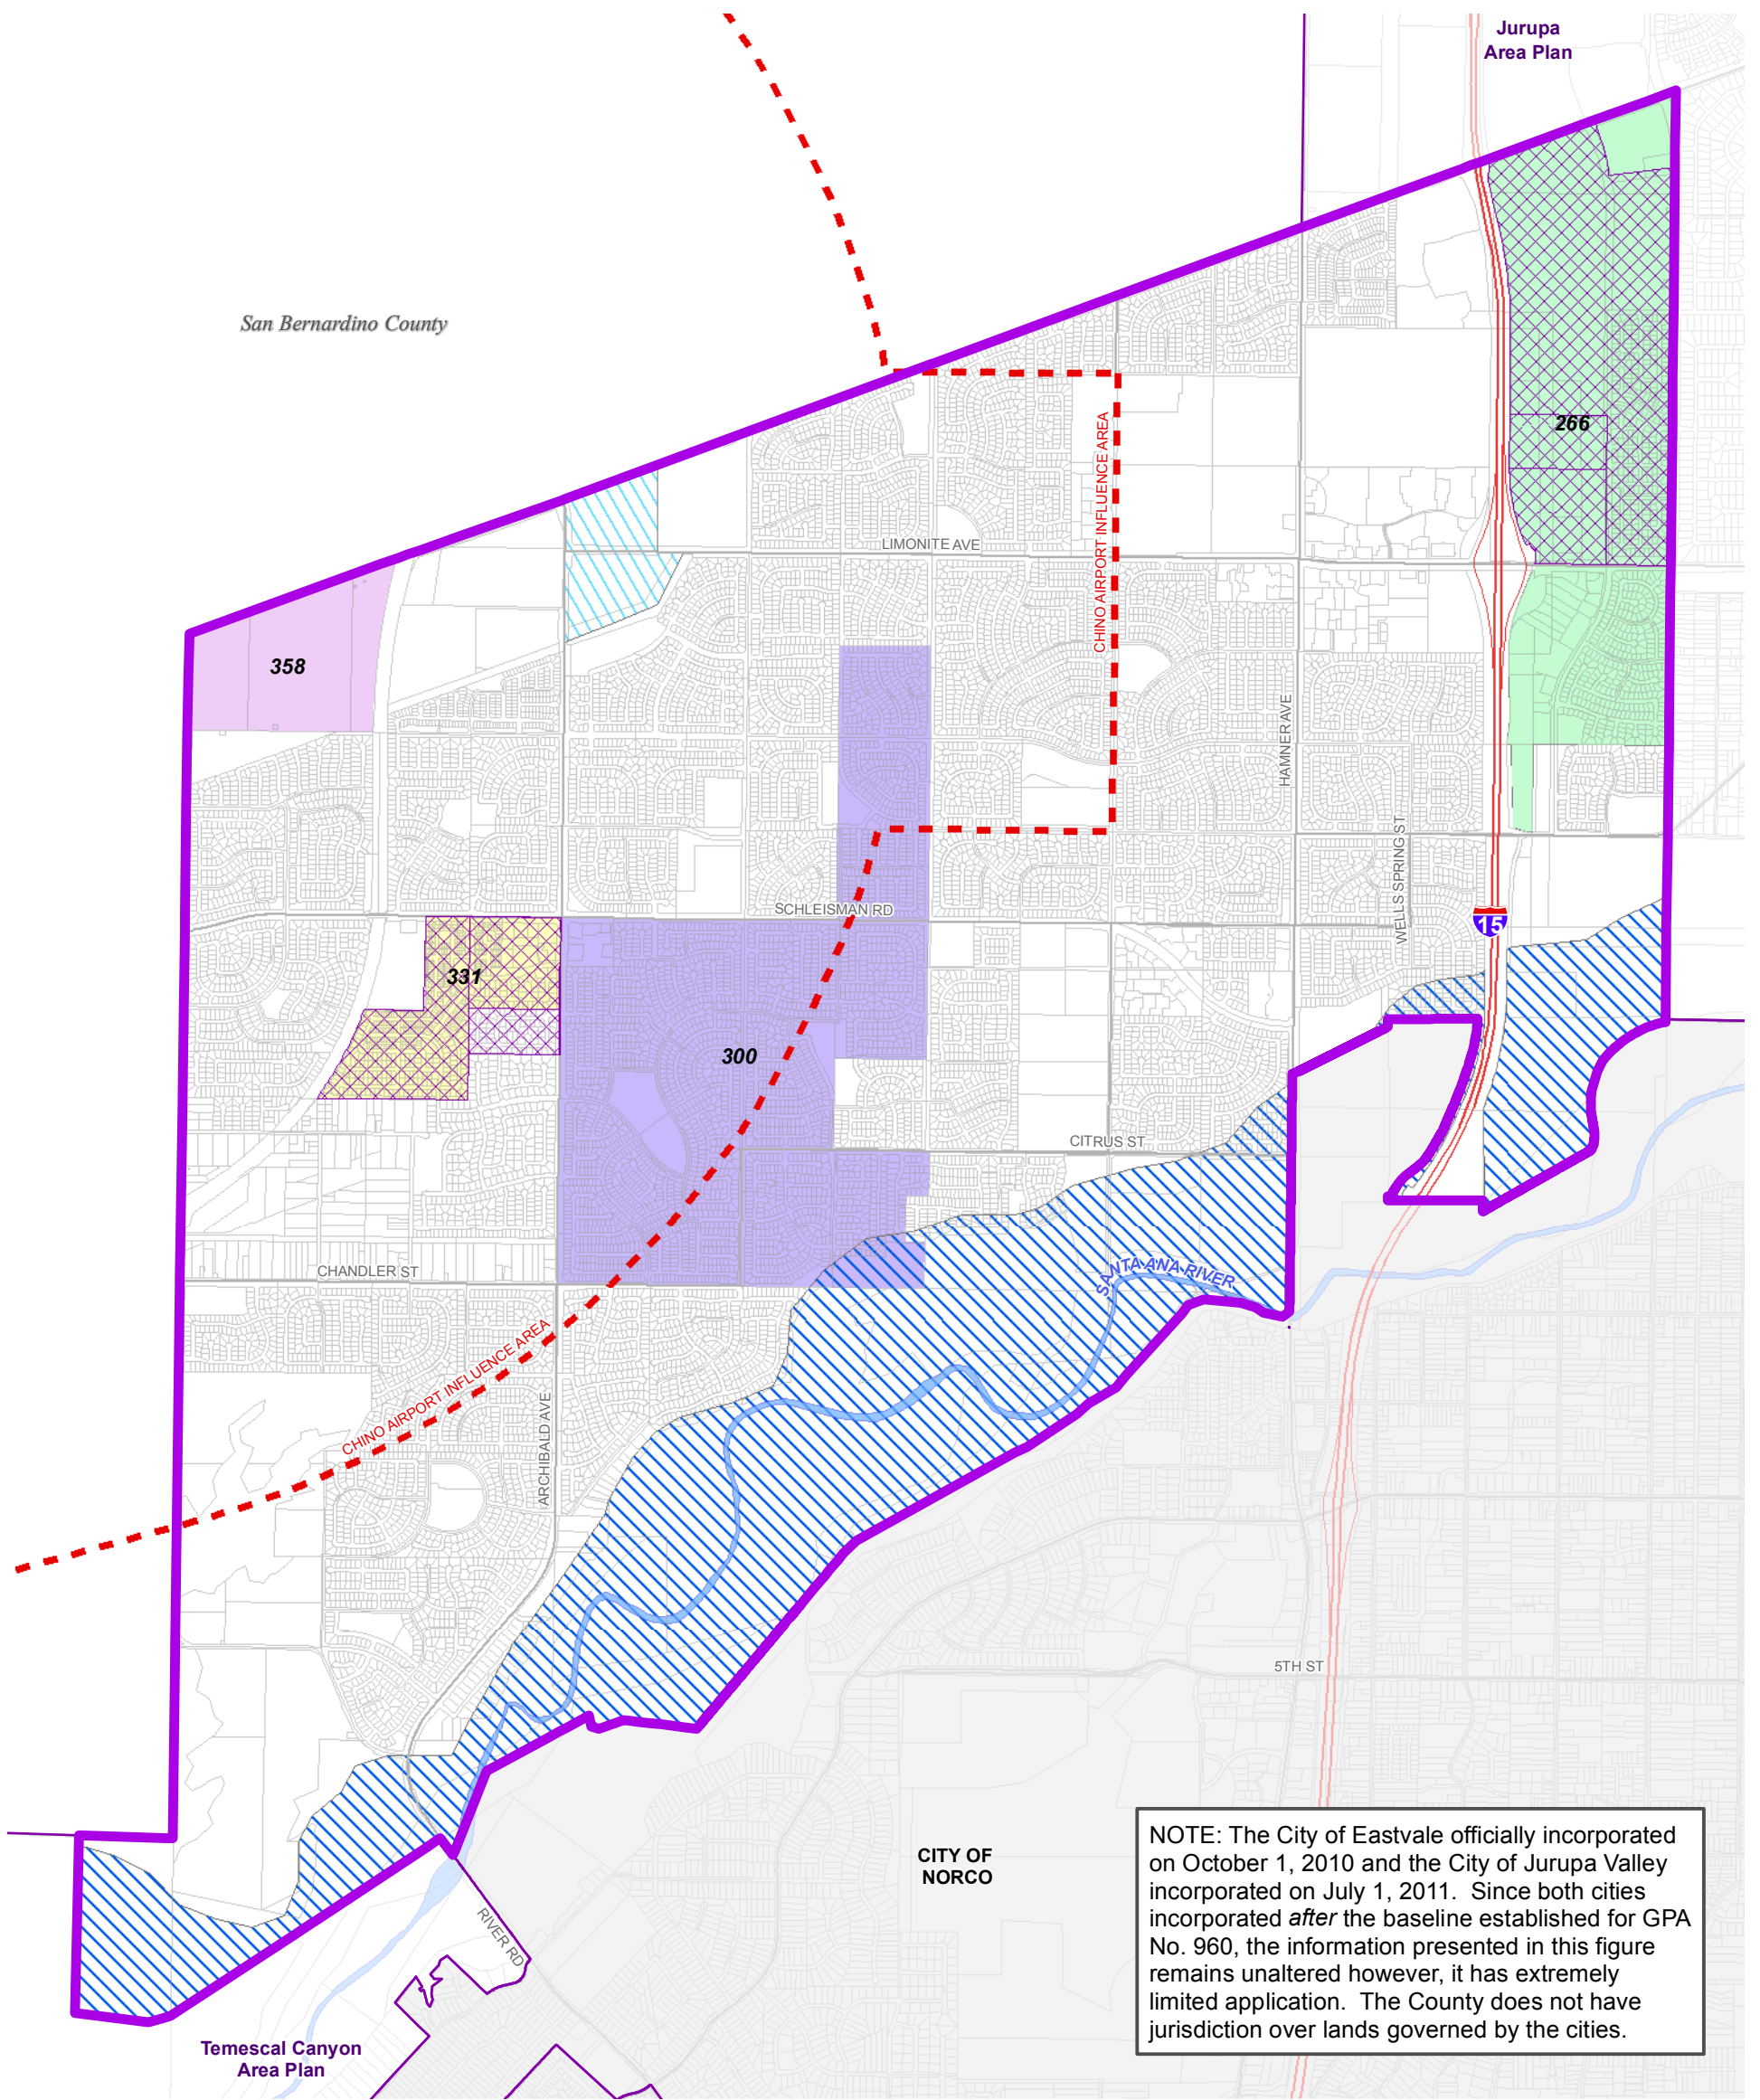 Jurupa
Area Plan
San Bernardino County
CHINO AIRPORT INFLUENCE AREA
266
LIMONITE AVE
358
HAMNER AVE
WELLSPRING ST
SCHLEISMAN RD
15
331
300
CITRUS ST
SANTA ANA RIVER
CHANDLER ST
CHINO AIRPORT INFLUENCE AREA
ARCHIBALD AVE
5TH ST
CITY OF
NORCO
RIVER RD
NOTE: The City of Eastvale officially incorporated
on October 1, 2010 and the City of Jurupa Valley
incorporated on July 1, 2011. Since both cities
incorporated after the baseline established for GPA
No. 960, the information presented in this figure
remains unaltered however, it has extremely
limited application. The County does not have
jurisdiction over lands governed by the cities.
Temescal Canyon
Area Plan